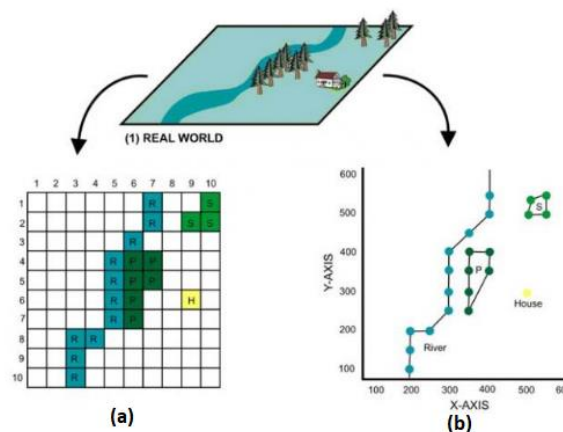 (1) REAL WORLD
1 2 3 4 5 6 7 8 9 10
1 R S
2 R S S
3 R
4 R P P
5 R P P
6 R P H
7 R P
8 R R
9 R
10 R
(a)
600
500
400
300
200
100
Y-AXIS
S
P
House
River
100 200 300 400 500 600
X-AXIS
(b)